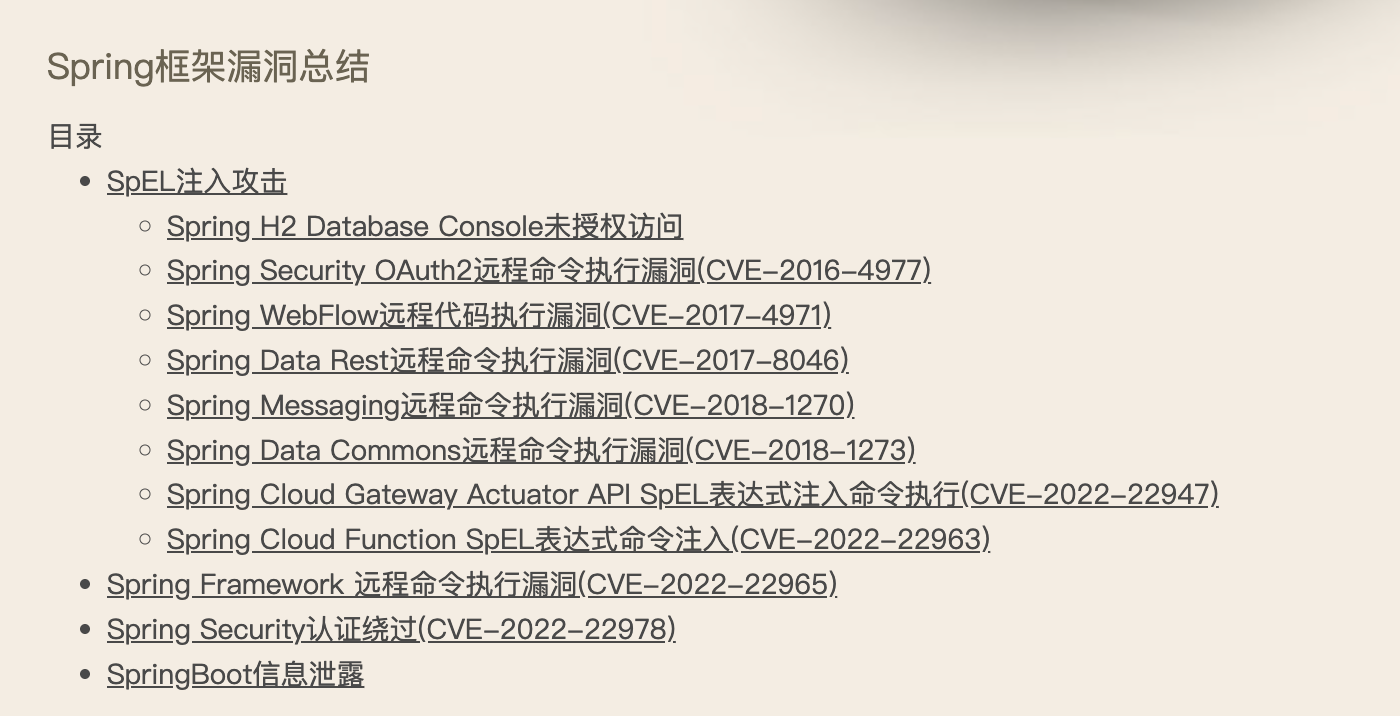 Spring框架漏洞总结
目录
SpEL注入攻击
Spring H2 Database Console未授权访问
Spring Security OAuth2远程命令执行漏洞(CVE-2016-4977)
Spring WebFlow远程代码执行漏洞(CVE-2017-4971)
Spring Data Rest远程命令执行漏洞(CVE-2017-8046)
Spring Messaging远程命令执行漏洞(CVE-2018-1270)
Spring Data Commons远程命令执行漏洞(CVE-2018-1273)
Spring Cloud Gateway Actuator API SpEL表达式注入命令执行(CVE-2022-22947)
Spring Cloud Function SpEL表达式命令注入(CVE-2022-22963)
Spring Framework 远程命令执行漏洞(CVE-2022-22965)
Spring Security认证绕过(CVE-2022-22978)
SpringBoot信息泄露